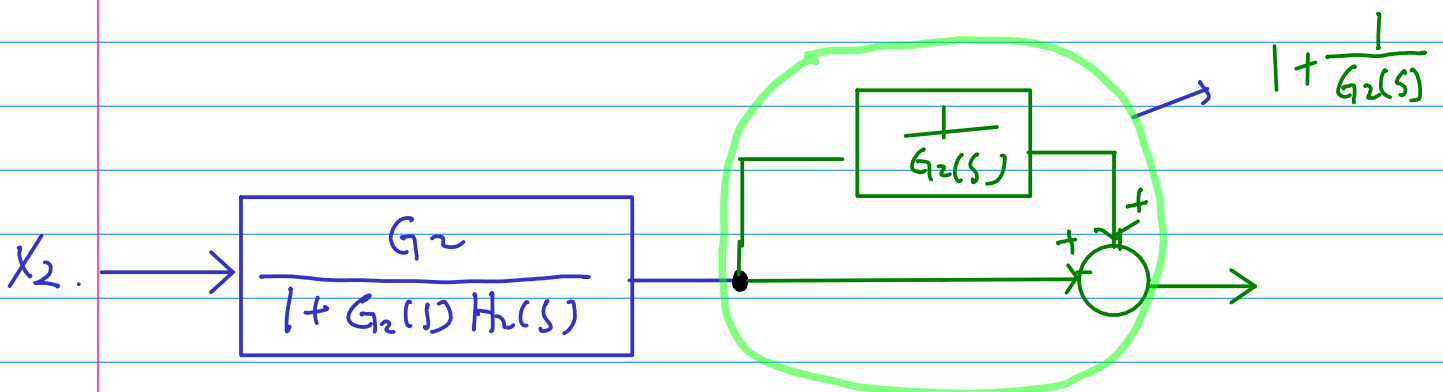 1 + 1/G₂(s)
1/G₂(s)
+
+
X₂.
G₂/(1 + G₂(s) H₂(s))